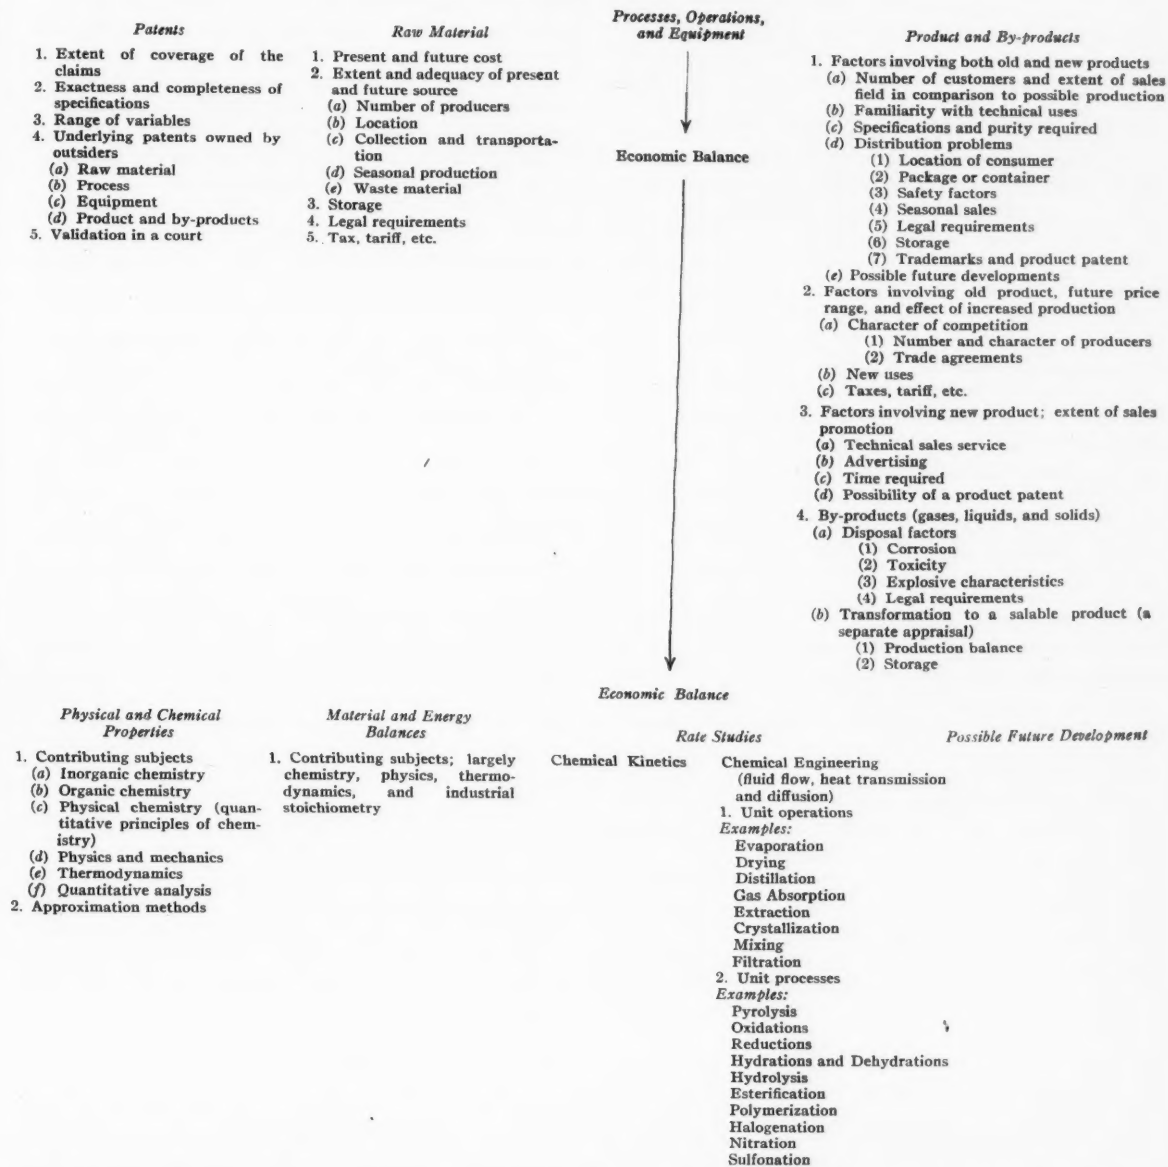 Patents
1. Extent of coverage of the
claims
2. Exactness and completeness of
specifications
3. Range of variables
4. Underlying patents owned by
outsiders
(a) Raw material
(b) Process
(c) Equipment
(d) Product and by-products
5. Validation in a court
Raw Material
1. Present and future cost
2. Extent and adequacy of present
and future source
(a) Number of producers
(b) Location
(c) Collection and transporta-
tion
(d) Seasonal production
(e) Waste material
3. Storage
4. Legal requirements
5. Tax, tariff, etc.
Processes, Operations,
and Equipment
Economic Balance
Product and By-products
1. Factors involving both old and new products
(a) Number of customers and extent of sales
field in comparison to possible production
(b) Familiarity with technical uses
(c) Specifications and purity required
(d) Distribution problems
(1) Location of consumer
(2) Package or container
(3) Safety factors
(4) Seasonal sales
(5) Legal requirements
(6) Storage
(7) Trademarks and product patent
(e) Possible future developments
2. Factors involving old product, future price
range, and effect of increased production
(a) Character of competition
(1) Number and character of producers
(2) Trade agreements
(b) New uses
(c) Taxes, tariff, etc.
3. Factors involving new product; extent of sales
promotion
(a) Technical sales service
(b) Advertising
(c) Time required
(d) Possibility of a product patent
4. By-products (gases, liquids, and solids)
(a) Disposal factors
(1) Corrosion
(2) Toxicity
(3) Explosive characteristics
(4) Legal requirements
(b) Transformation to a salable product (a
separate appraisal)
(1) Production balance
(2) Storage
Economic Balance
Physical and Chemical
Properties
1. Contributing subjects
(a) Inorganic chemistry
(b) Organic chemistry
(c) Physical chemistry (quan-
titative principles of chem-
istry)
(d) Physics and mechanics
(e) Thermodynamics
(f) Quantitative analysis
2. Approximation methods
Material and Energy
Balances
1. Contributing subjects; largely
chemistry, physics, thermo-
dynamics, and industrial
stoichiometry
Rate Studies
Chemical Kinetics
Chemical Engineering
(fluid flow, heat transmission
and diffusion)
1. Unit operations
Examples:
Evaporation
Drying
Distillation
Gas Absorption
Extraction
Crystallization
Mixing
Filtration
2. Unit processes
Examples:
Pyrolysis
Oxidations
Reductions
Hydrations and Dehydrations
Hydrolysis
Esterification
Polymerization
Halogenation
Nitration
Sulfonation
Possible Future Development